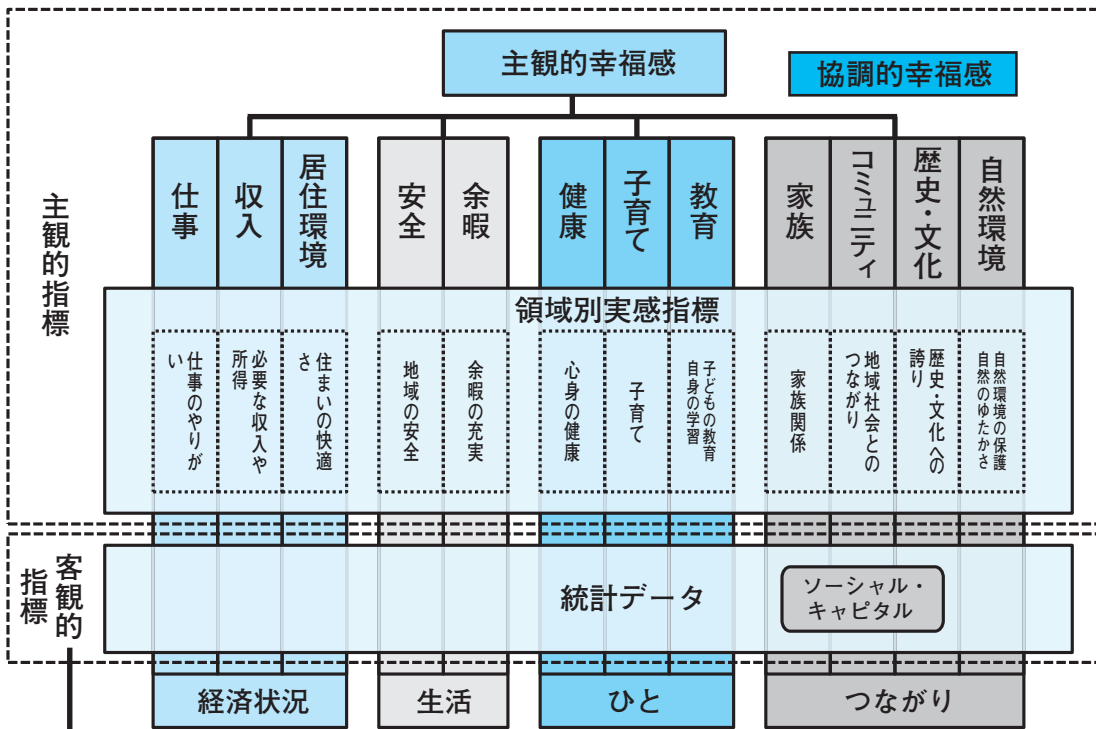 主観的幸福感
協調的幸福感
主観的指標
仕事
収入
居住環境
安全
余暇
健康
子育て
教育
家族
コミュニティ
歴史・文化
自然環境
領域別実感指標
仕事のやりが
い
必要な収入や
所得
住まいの快適
さ
地域の安全
余暇の充実
心身の健康
子育て
子どもの教育
自身の学習
家族関係
地域社会との
つながり
歴史・文化への
誇り
自然環境の保護
自然のゆたかさ
客観的
指標
統計データ
ソーシャル・
キャピタル
経済状況
生活
ひと
つながり